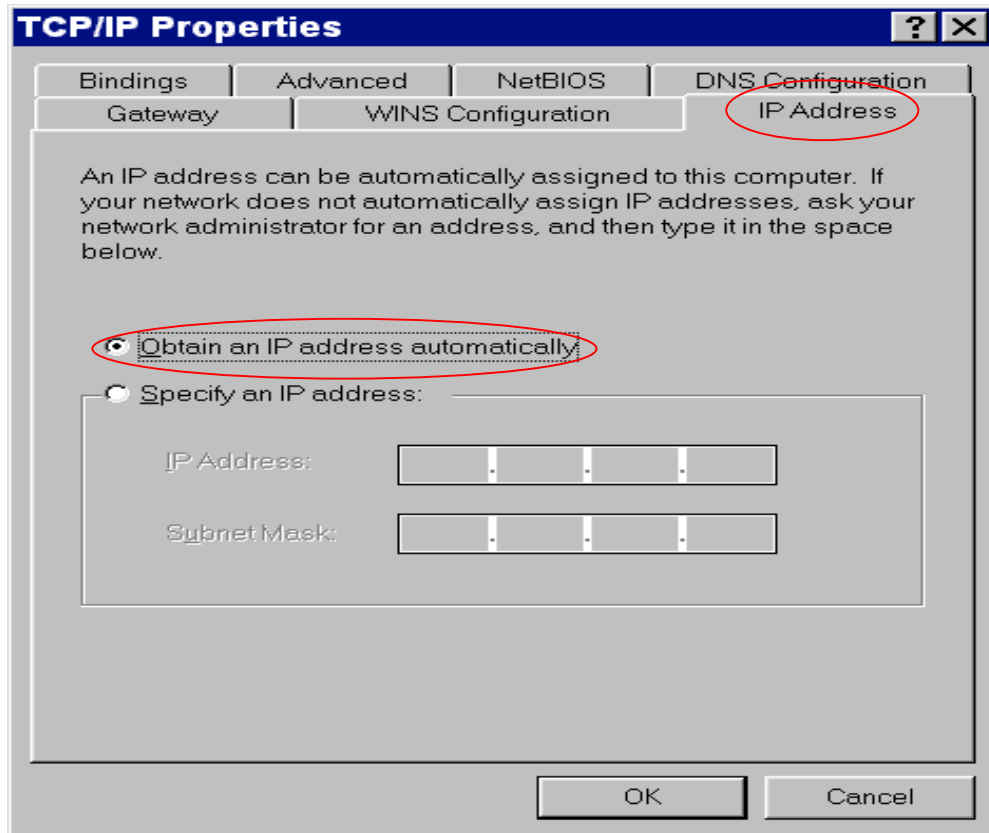 TCP/IP Properties
Bindings Advanced NetBIOS DNS Configuration
Gateway WINS Configuration IP Address
An IP address can be automatically assigned to this computer. If
your network does not automatically assign IP addresses, ask your
network administrator for an address, and then type it in the space
below.
Obtain an IP address automatically
Specify an IP address:
IP Address:
. . .
Subnet Mask:
. . .
OK Cancel